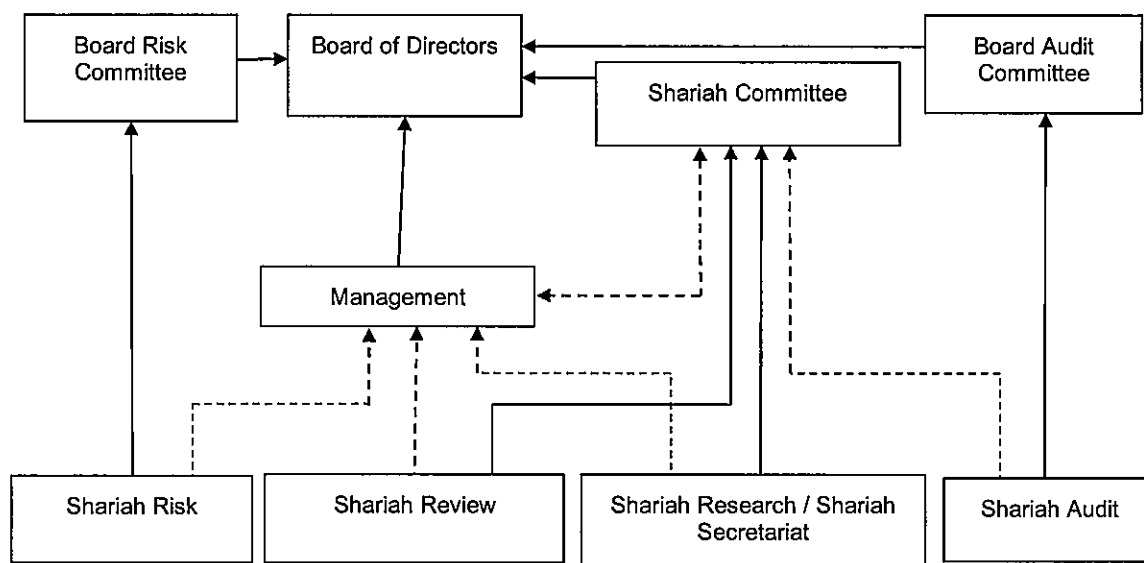 Board Risk
Committee
Board of Directors
Board Audit
Committee
Shariah Committee
Management
Shariah Risk
Shariah Review
Shariah Research / Shariah
Secretariat
Shariah Audit